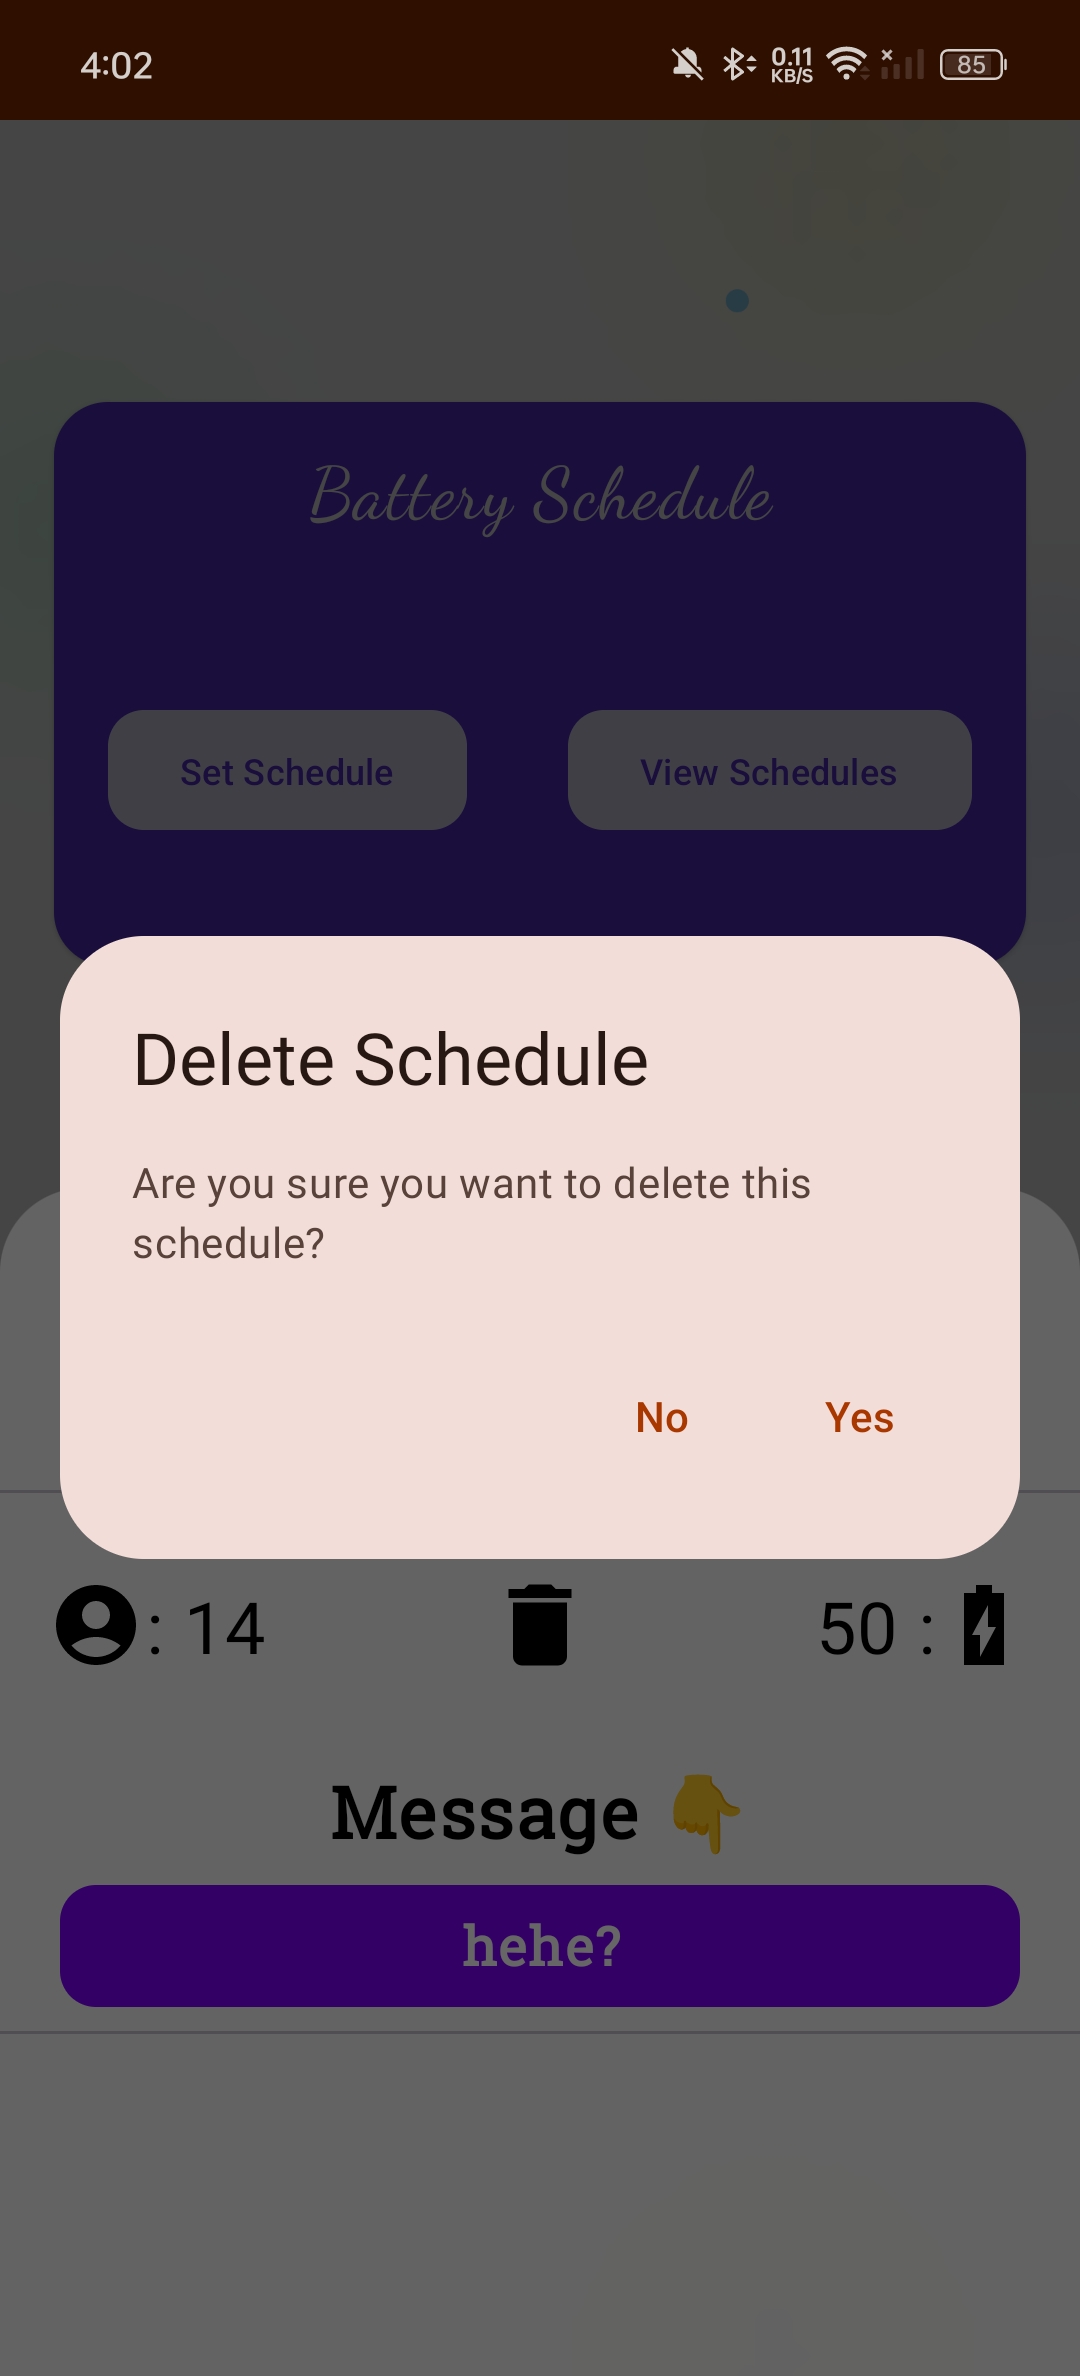 4:02
0.11
KB/S
85
Battery Schedule
Set Schedule
View Schedules
Delete Schedule
Are you sure you want to delete this
schedule?
No
Yes
: 14
50 :
Message 👇
hehe?